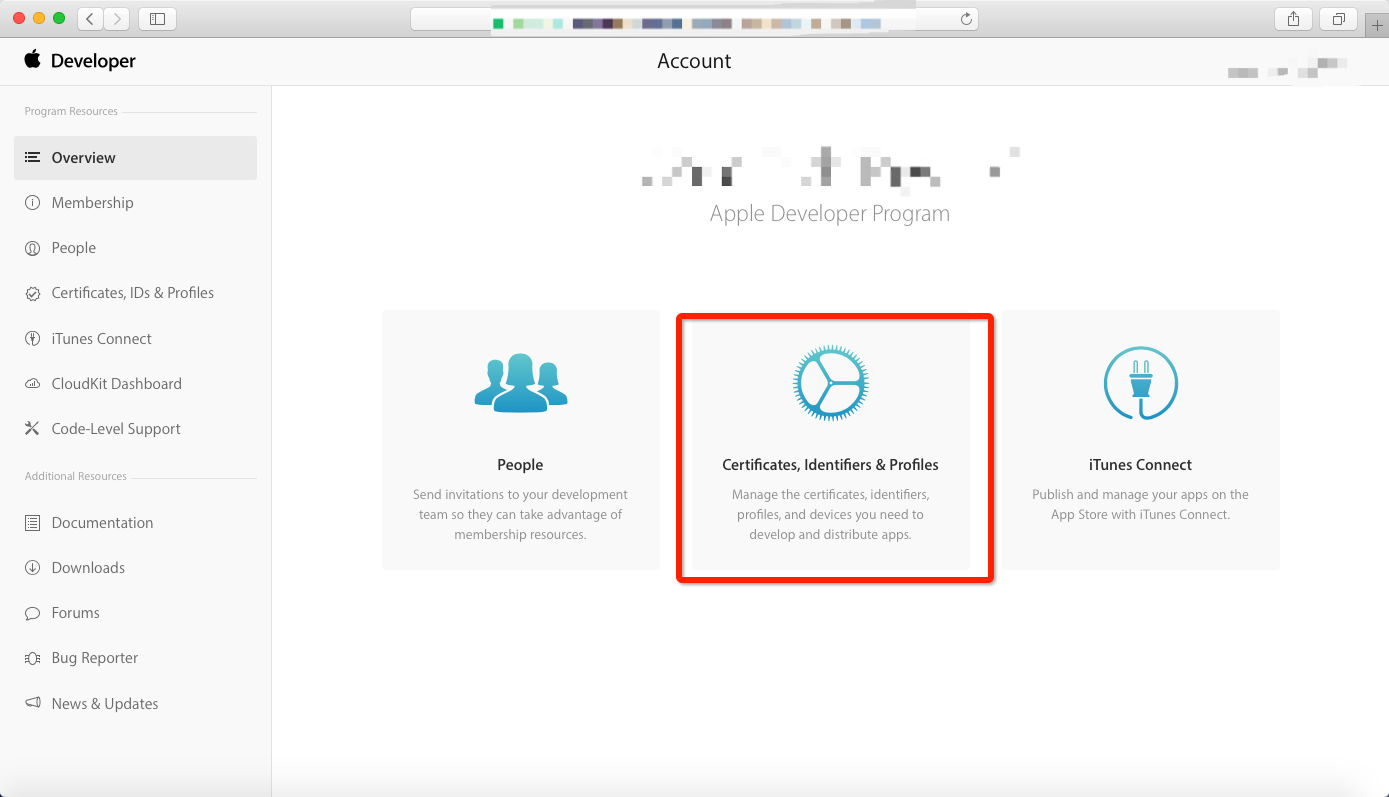 Developer
Account
Program Resources
Overview
Membership
People
Certificates, IDs & Profiles
iTunes Connect
CloudKit Dashboard
Code-Level Support
Additional Resources
Documentation
Downloads
Forums
Bug Reporter
News & Updates
Apple Developer Program
People
Send invitations to your development
team so they can take advantage of
membership resources.
Certificates, Identifiers & Profiles
Manage the certificates, identifiers,
profiles, and devices you need to
develop and distribute apps.
iTunes Connect
Publish and manage your apps on the
App Store with iTunes Connect.